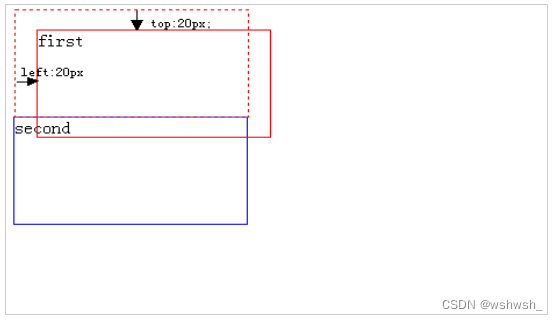 top:20px;
first
left:20px
second
CSDN @wshwsh_